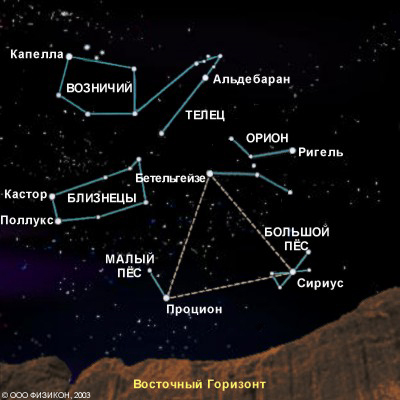 Капелла
ВОЗНИЧИЙ
Альдебаран
ТЕЛЕЦ
ОРИОН
Ригель
Бетельгейзе
Кастор
БЛИЗНЕЦЫ
Поллукс
БОЛЬШОЙ
ПЁС
МАЛЫЙ
ПЁС
Сириус
Процион
Восточный Горизонт
© ООО ФИЗИКОН, 2003